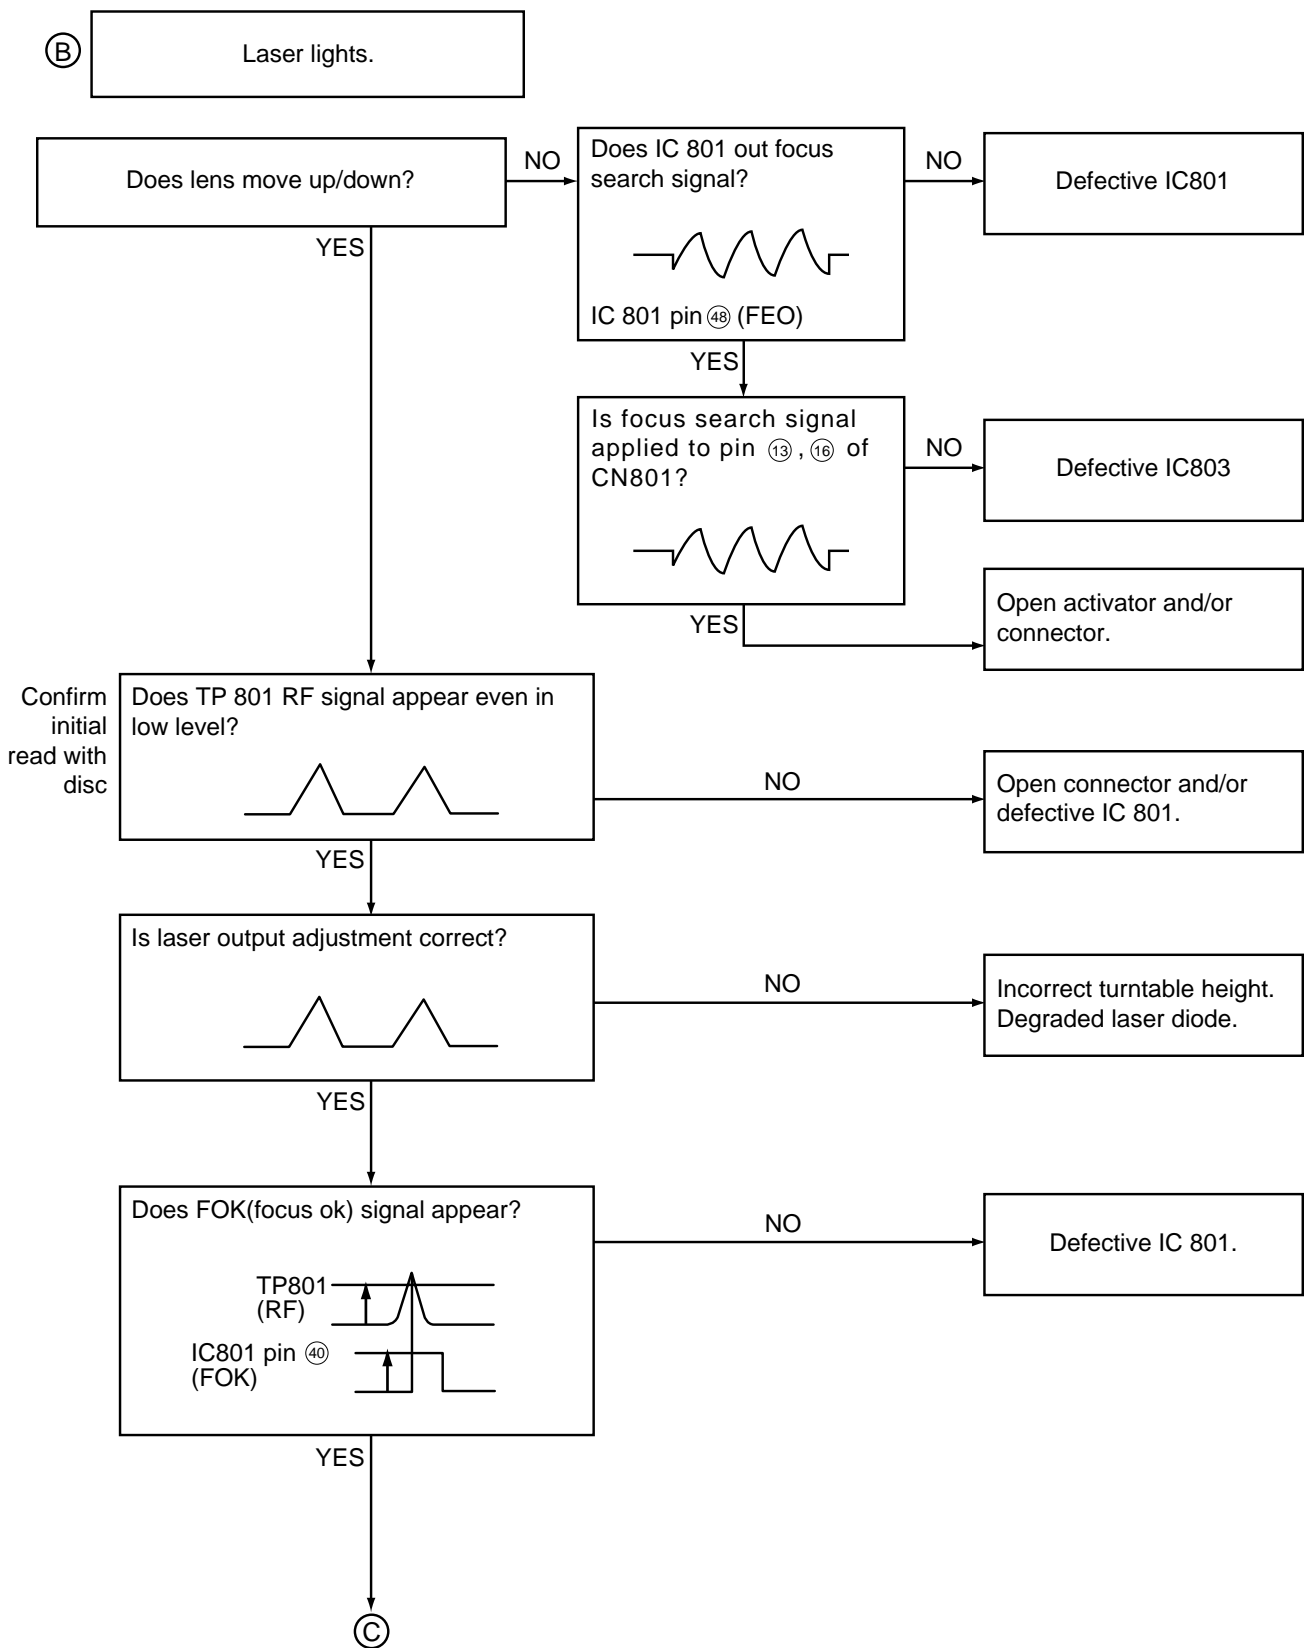 B
Laser lights.
Does lens move up/down?
NO
Does IC 801 out focus
search signal?
IC 801 pin 48 (FEO)
NO
Defective IC801
YES
YES
Is focus search signal
applied to pin 13 , 16 of
CN801?
NO
Defective IC803
YES
Open activator and/or
connector.
Confirm
initial
read with
disc
Does TP 801 RF signal appear even in
low level?
NO
Open connector and/or
defective IC 801.
YES
Is laser output adjustment correct?
NO
Incorrect turntable height.
Degraded laser diode.
YES
Does FOK(focus ok) signal appear?
TP801
(RF)
IC801 pin 40
(FOK)
NO
Defective IC 801.
YES
C